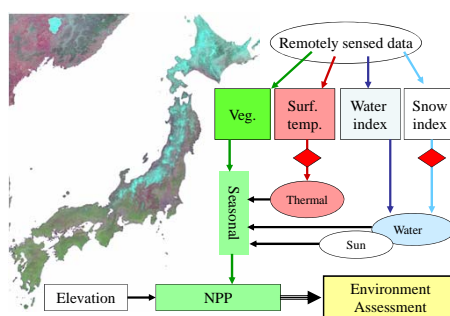 Remotely sensed data
Veg.
Surf.
temp.
Water
index
Snow
index
Seasonal
Thermal
Water
Sun
Elevation
NPP
Environment
Assessment